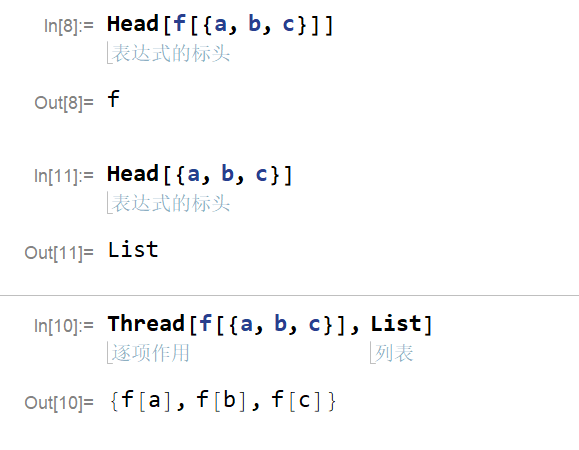 In[8]:= Head[f[{a, b, c}]]
表达式的标头
Out[8]= f
In[11]:= Head[{a, b, c}]
表达式的标头
Out[11]= List
In[10]:= Thread[f[{a, b, c}], List]
逐项作用 列表
Out[10]= {f[a], f[b], f[c]}